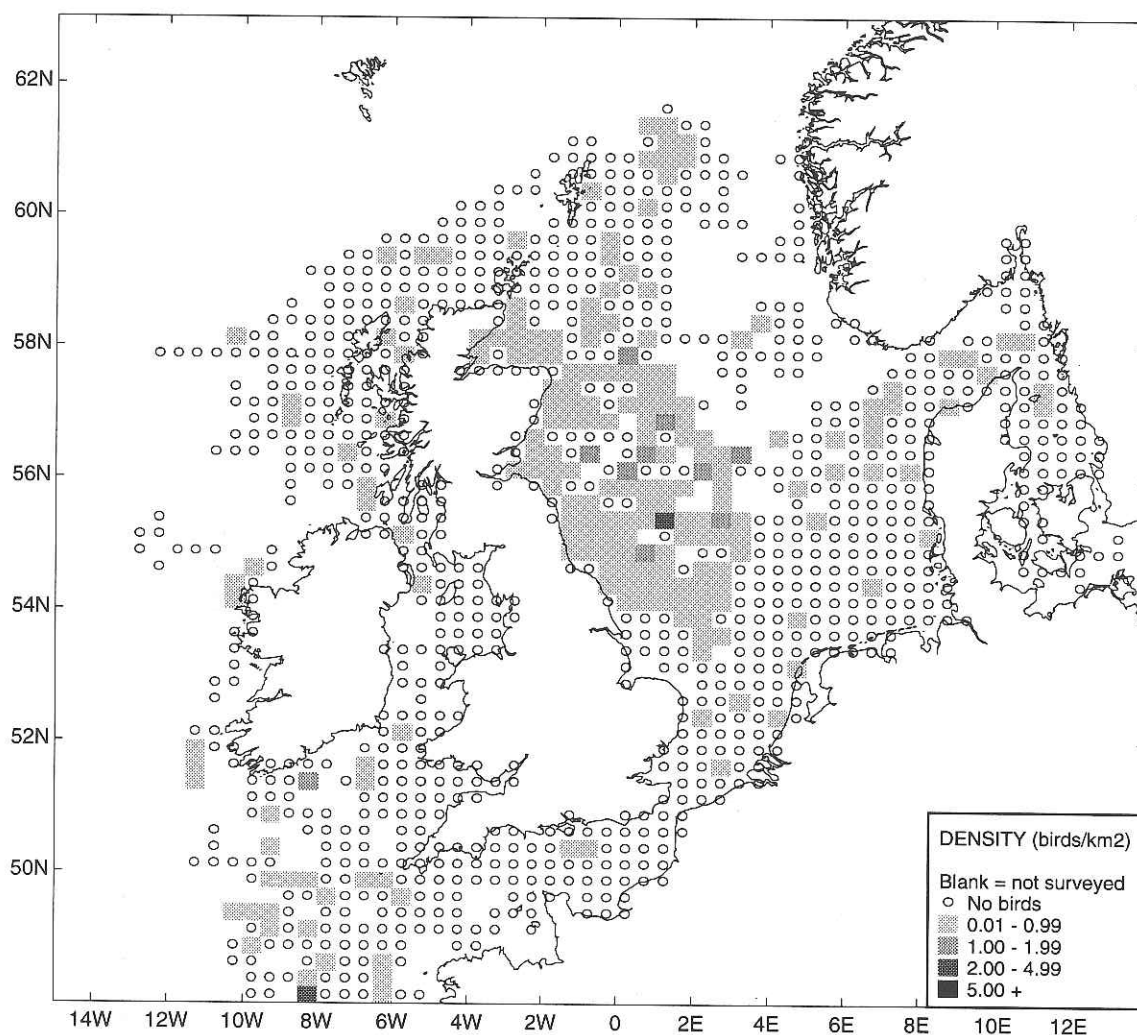 62N
60N
58N
56N
54N
52N
50N
14W 12W 10W 8W 6W 4W 2W 0 2E 4E 6E 8E 10E 12E
DENSITY (birds/km2)
Blank = not surveyed
No birds
0.01 - 0.99
1.00 - 1.99
2.00 - 4.99
5.00 +